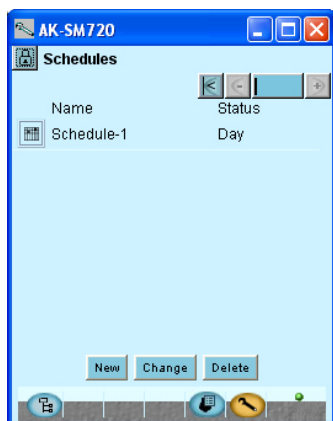 AK-SM720
Schedules
Name Status
Schedule-1 Day
New Change Delete